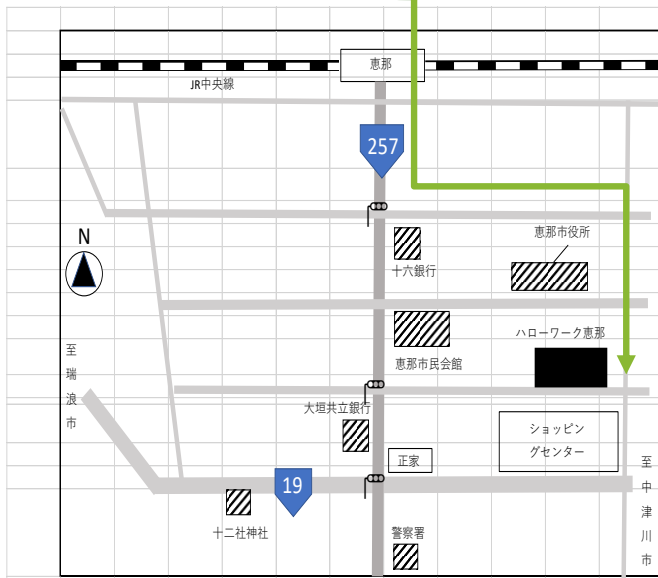 恵那
JR中央線
257
N
十六銀行
恵那市役所
恵那市民会館
ハローワーク恵那
至瑞浪市
大垣共立銀行
ショッピン
グセンター
正家
19
至中津川市
十二社神社
警察署